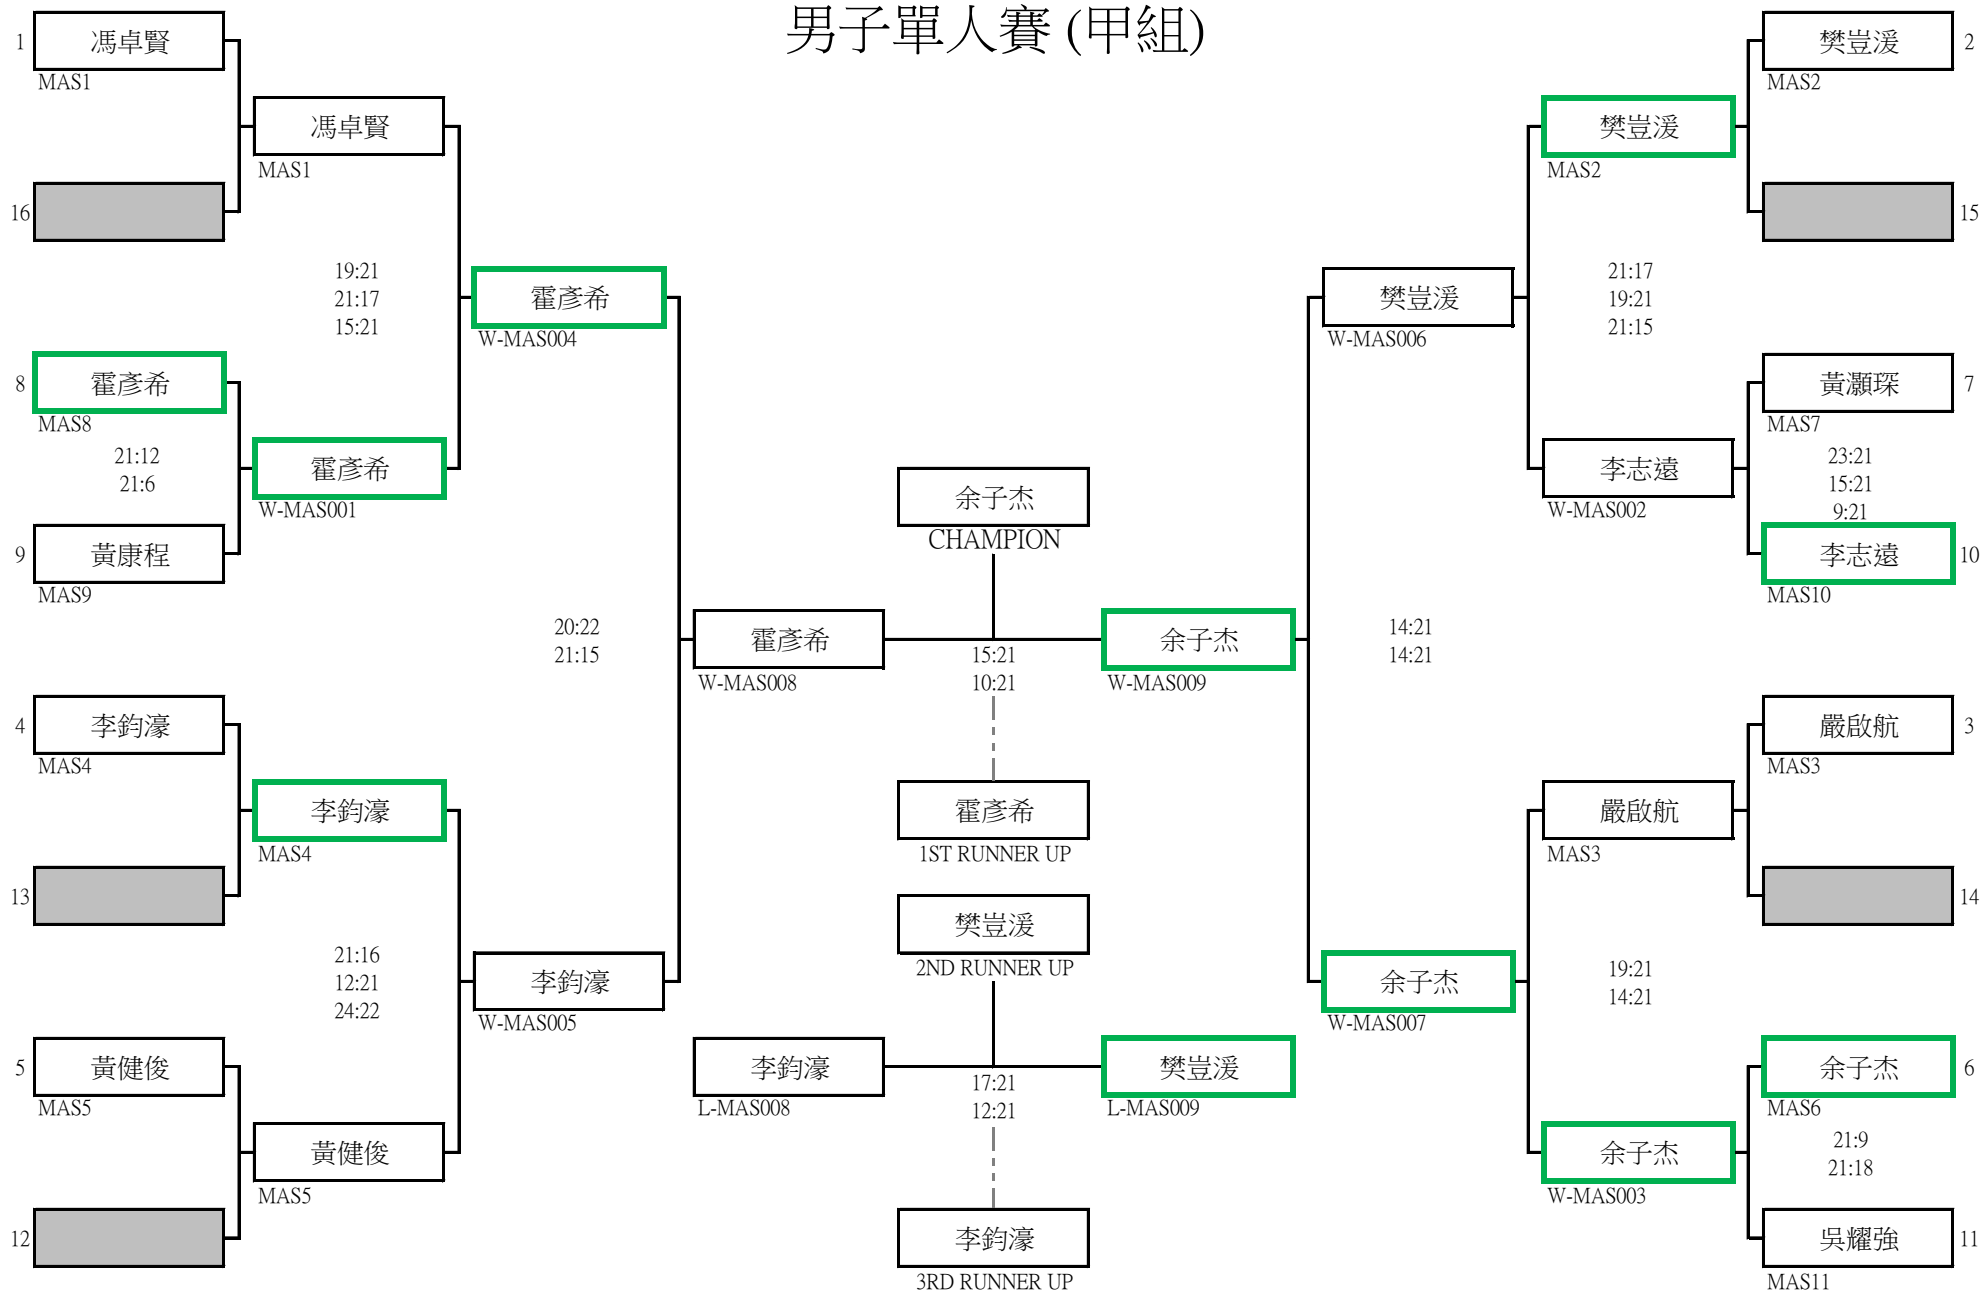 男子單人賽 (甲組)
1
馮卓賢
MAS1
馮卓賢
MAS1
16
19:21
21:17
15:21
霍彥希
W-MAS004
8
霍彥希
MAS8
21:12
21:6
霍彥希
W-MAS001
9
黃康程
MAS9
20:22
21:15
霍彥希
W-MAS008
4
李鈞濠
MAS4
李鈞濠
MAS4
13
21:16
12:21
24:22
李鈞濠
W-MAS005
5
黃健俊
MAS5
黃健俊
MAS5
12
余子杰
CHAMPION
15:21
10:21
霍彥希
1ST RUNNER UP
樊豈湲
2ND RUNNER UP
李鈞濠
L-MAS008
17:21
12:21
樊豈湲
L-MAS009
李鈞濠
3RD RUNNER UP
樊豈湲
2
MAS2
樊豈湲
MAS2
15
樊豈湲
W-MAS006
21:17
19:21
21:15
黃灝琛
7
MAS7
23:21
15:21
9:21
李志遠
W-MAS002
李志遠
10
MAS10
余子杰
W-MAS009
14:21
14:21
嚴啟航
3
MAS3
嚴啟航
MAS3
14
余子杰
W-MAS007
19:21
14:21
余子杰
6
MAS6
21:9
21:18
余子杰
W-MAS003
吳耀強
11
MAS11